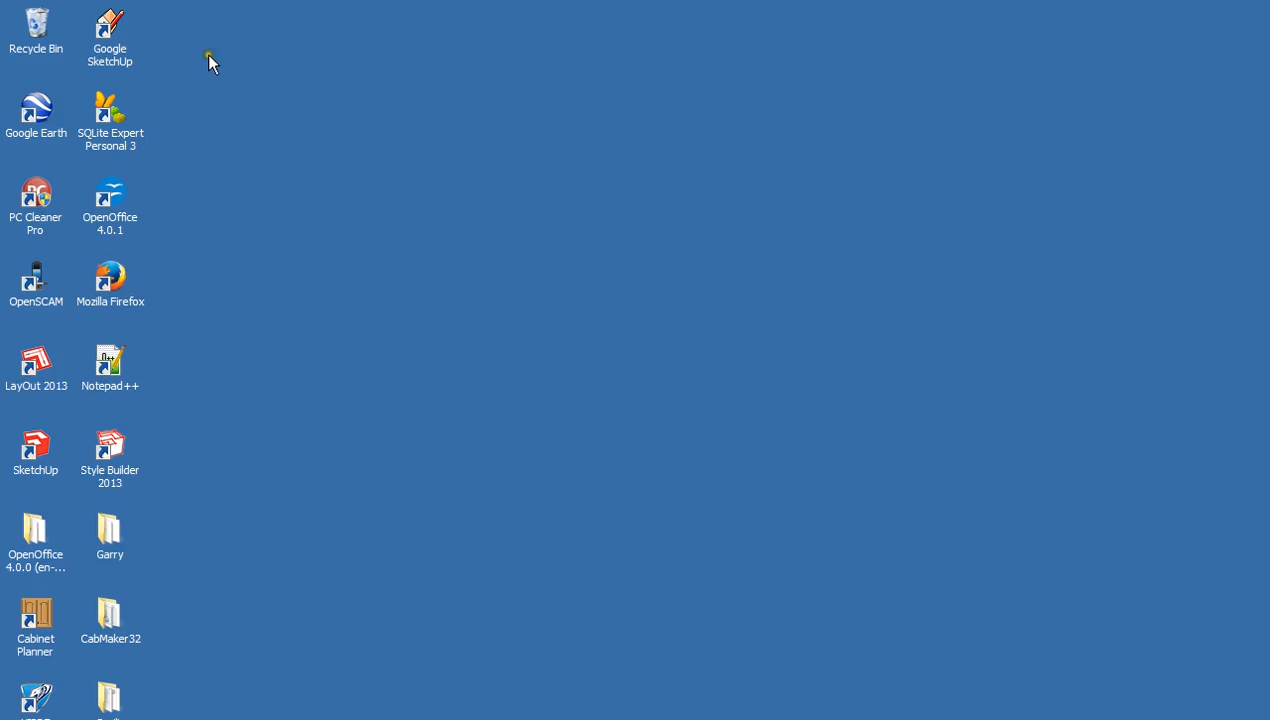 Recycle Bin
Google
SketchUp
Google Earth
SQLite Expert
Personal 3
PC Cleaner
Pro
OpenOffice
4.0.1
OpenSCAM
Mozilla Firefox
LayOut 2013
Notepad++
SketchUp
Style Builder
2013
OpenOffice
4.0.0 (en-...
Garry
Cabinet
Planner
CabMaker32